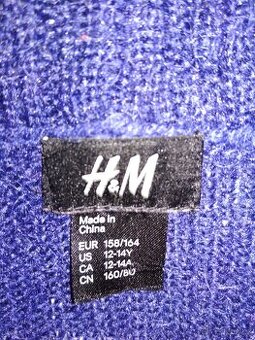 H&M
Made in
China
EUR 158/164
US 12-14Y
CA 12-14A
CN 160/80